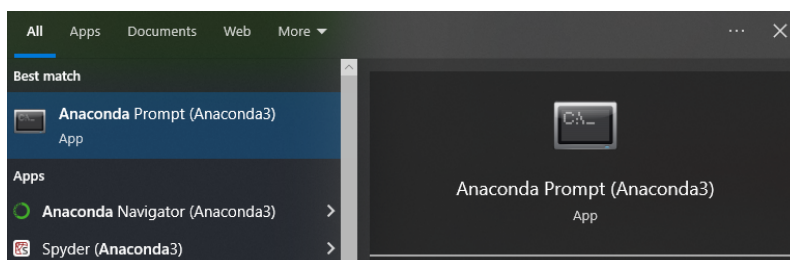 All Apps Documents Web More
Best match
Anaconda Prompt (Anaconda3)
App
Apps
Anaconda Navigator (Anaconda3)
Spyder (Anaconda3)
C:\_
Anaconda Prompt (Anaconda3)
App